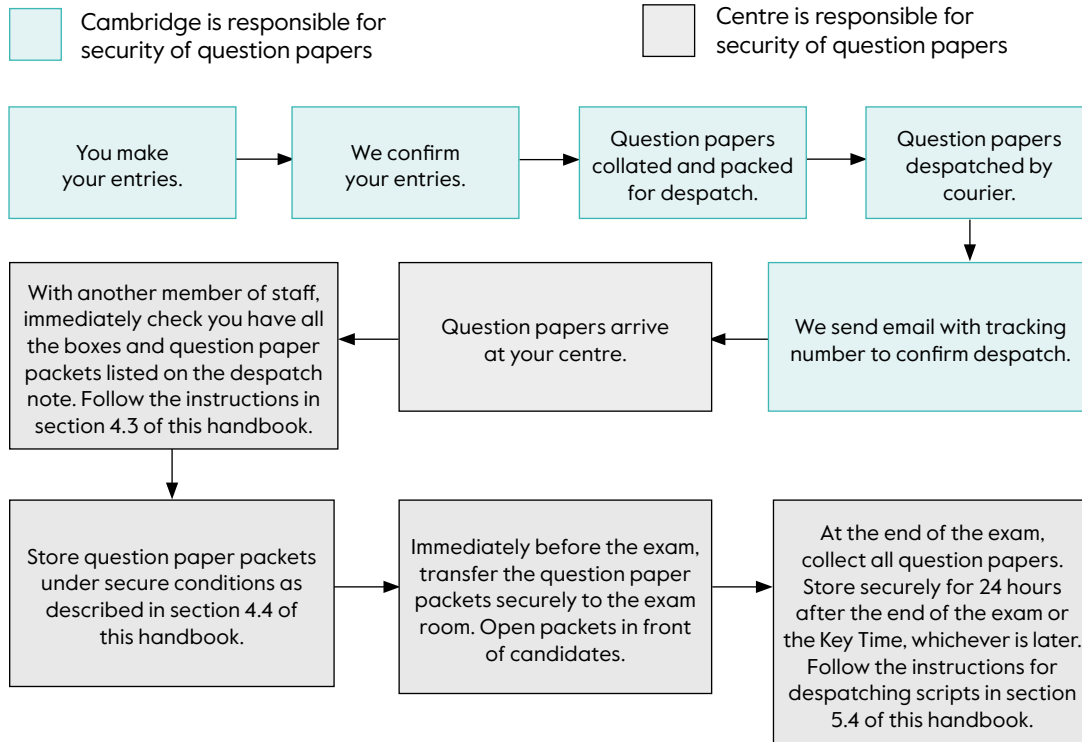 Cambridge is responsible for
security of question papers
Centre is responsible for
security of question papers
You make
your entries.
We confirm
your entries.
Question papers
collated and packed
for despatch.
Question papers
despatched by
courier.
We send email with tracking
number to confirm despatch.
Question papers arrive
at your centre.
With another member of staff,
immediately check you have all
the boxes and question paper
packets listed on the despatch
note. Follow the instructions in
section 4.3 of this handbook.
Store question paper packets
under secure conditions as
described in section 4.4 of
this handbook.
Immediately before the exam,
transfer the question paper
packets securely to the exam
room. Open packets in front
of candidates.
At the end of the exam,
collect all question papers.
Store securely for 24 hours
after the end of the exam or
the Key Time, whichever is later.
Follow the instructions for
despatching scripts in section
5.4 of this handbook.